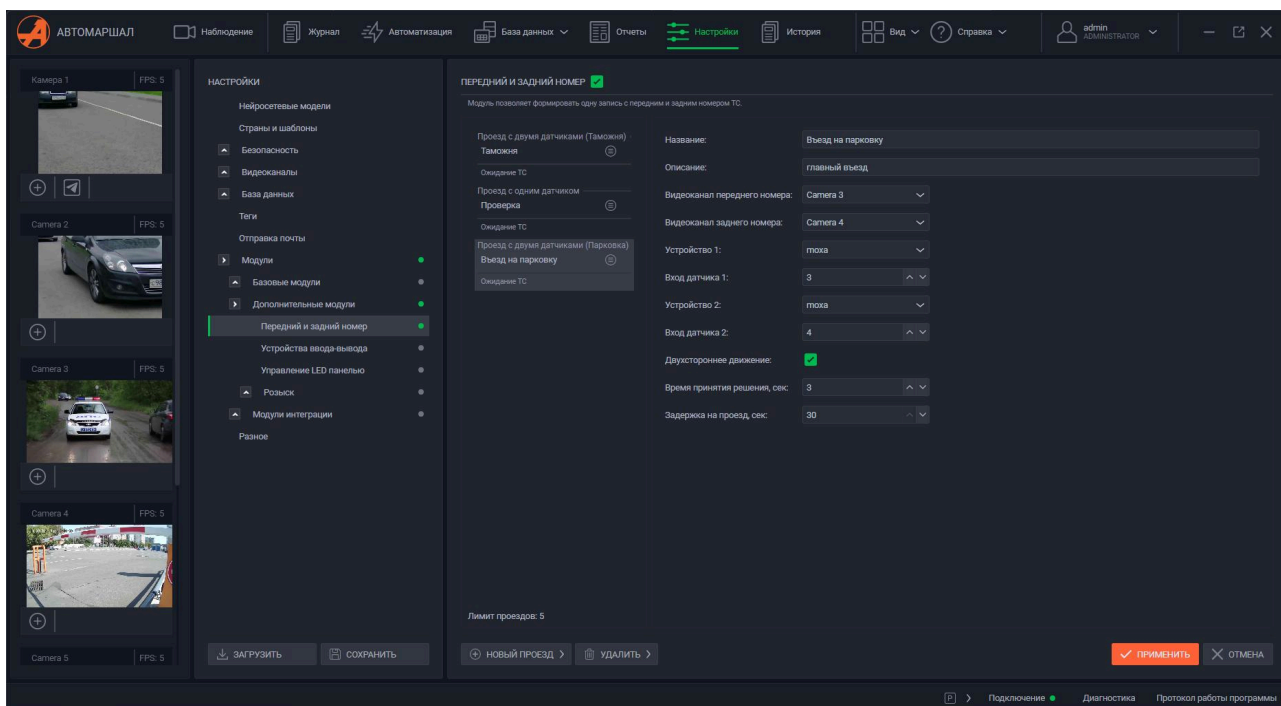 АВТОМАРШАЛ
Наблюдение
Журнал
Автоматизация
База данных
Отчеты
Настройки
История
Вид
Справка
admin
ADMINISTRATOR
Камера 1
FPS: 5
Camera 2
FPS: 5
Camera 3
FPS: 5
Camera 4
FPS: 5
Camera 5
FPS: 5
НАСТРОЙКИ
Нейросетевые модели
Страны и шаблоны
Безопасность
Видеоканалы
База данных
Теги
Отправка почты
Модули
Базовые модули
Дополнительные модули
Передний и задний номер
Устройства ввода-вывода
Управление LED панелью
Розыск
Модули интеграции
Разное
ЗАГРУЗИТЬ
СОХРАНИТЬ
ПЕРЕДНИЙ И ЗАДНИЙ НОМЕР
Модуль позволяет формировать одну запись с передним и задним номером ТС.
Проезд с двумя датчиками (Таможня)
Таможня
Ожидание ТС
Проезд с одним датчиком
Проверка
Ожидание ТС
Проезд с двумя датчиками (Парковка)
Въезд на парковку
Ожидание ТС
Название: Въезд на парковку
Описание: главный въезд
Видеоканал переднего номера: Camera 3
Видеоканал заднего номера: Camera 4
Устройство 1: moxa
Вход датчика 1: 3
Устройство 2: moxa
Вход датчика 2: 4
Двухстороннее движение:
Время принятия решения, сек: 3
Задержка на проезд, сек: 30
Лимит проездов: 5
НОВЫЙ ПРОЕЗД
УДАЛИТЬ
ПРИМЕНИТЬ
ОТМЕНА
P
Подключение
Диагностика
Протокол работы программы